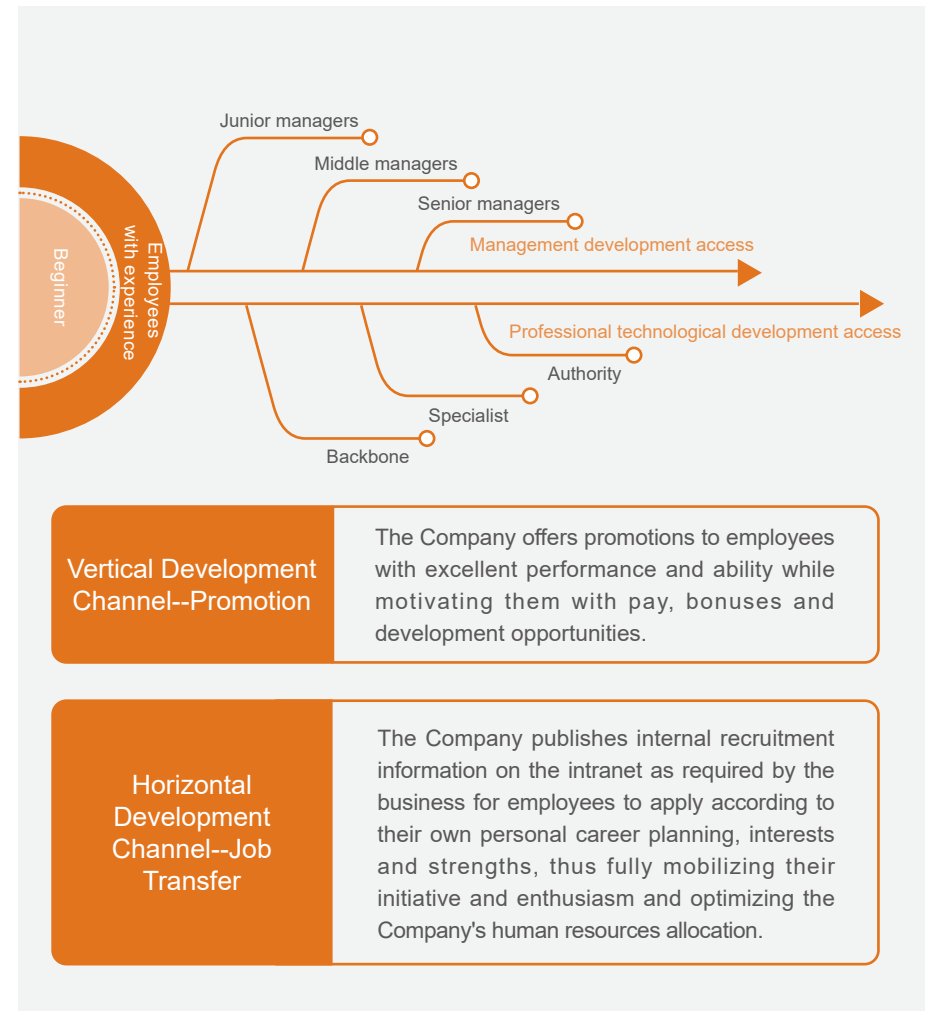 Junior managers
Middle managers
Senior managers
Management development access
Beginner
Employees
with experience
Professional technological development access
Authority
Specialist
Backbone
Vertical Development
Channel--Promotion
The Company offers promotions to employees
with excellent performance and ability while
motivating them with pay, bonuses and
development opportunities.
Horizontal
Development
Channel--Job
Transfer
The Company publishes internal recruitment
information on the intranet as required by the
business for employees to apply according to
their own personal career planning, interests
and strengths, thus fully mobilizing their
initiative and enthusiasm and optimizing the
Company's human resources allocation.